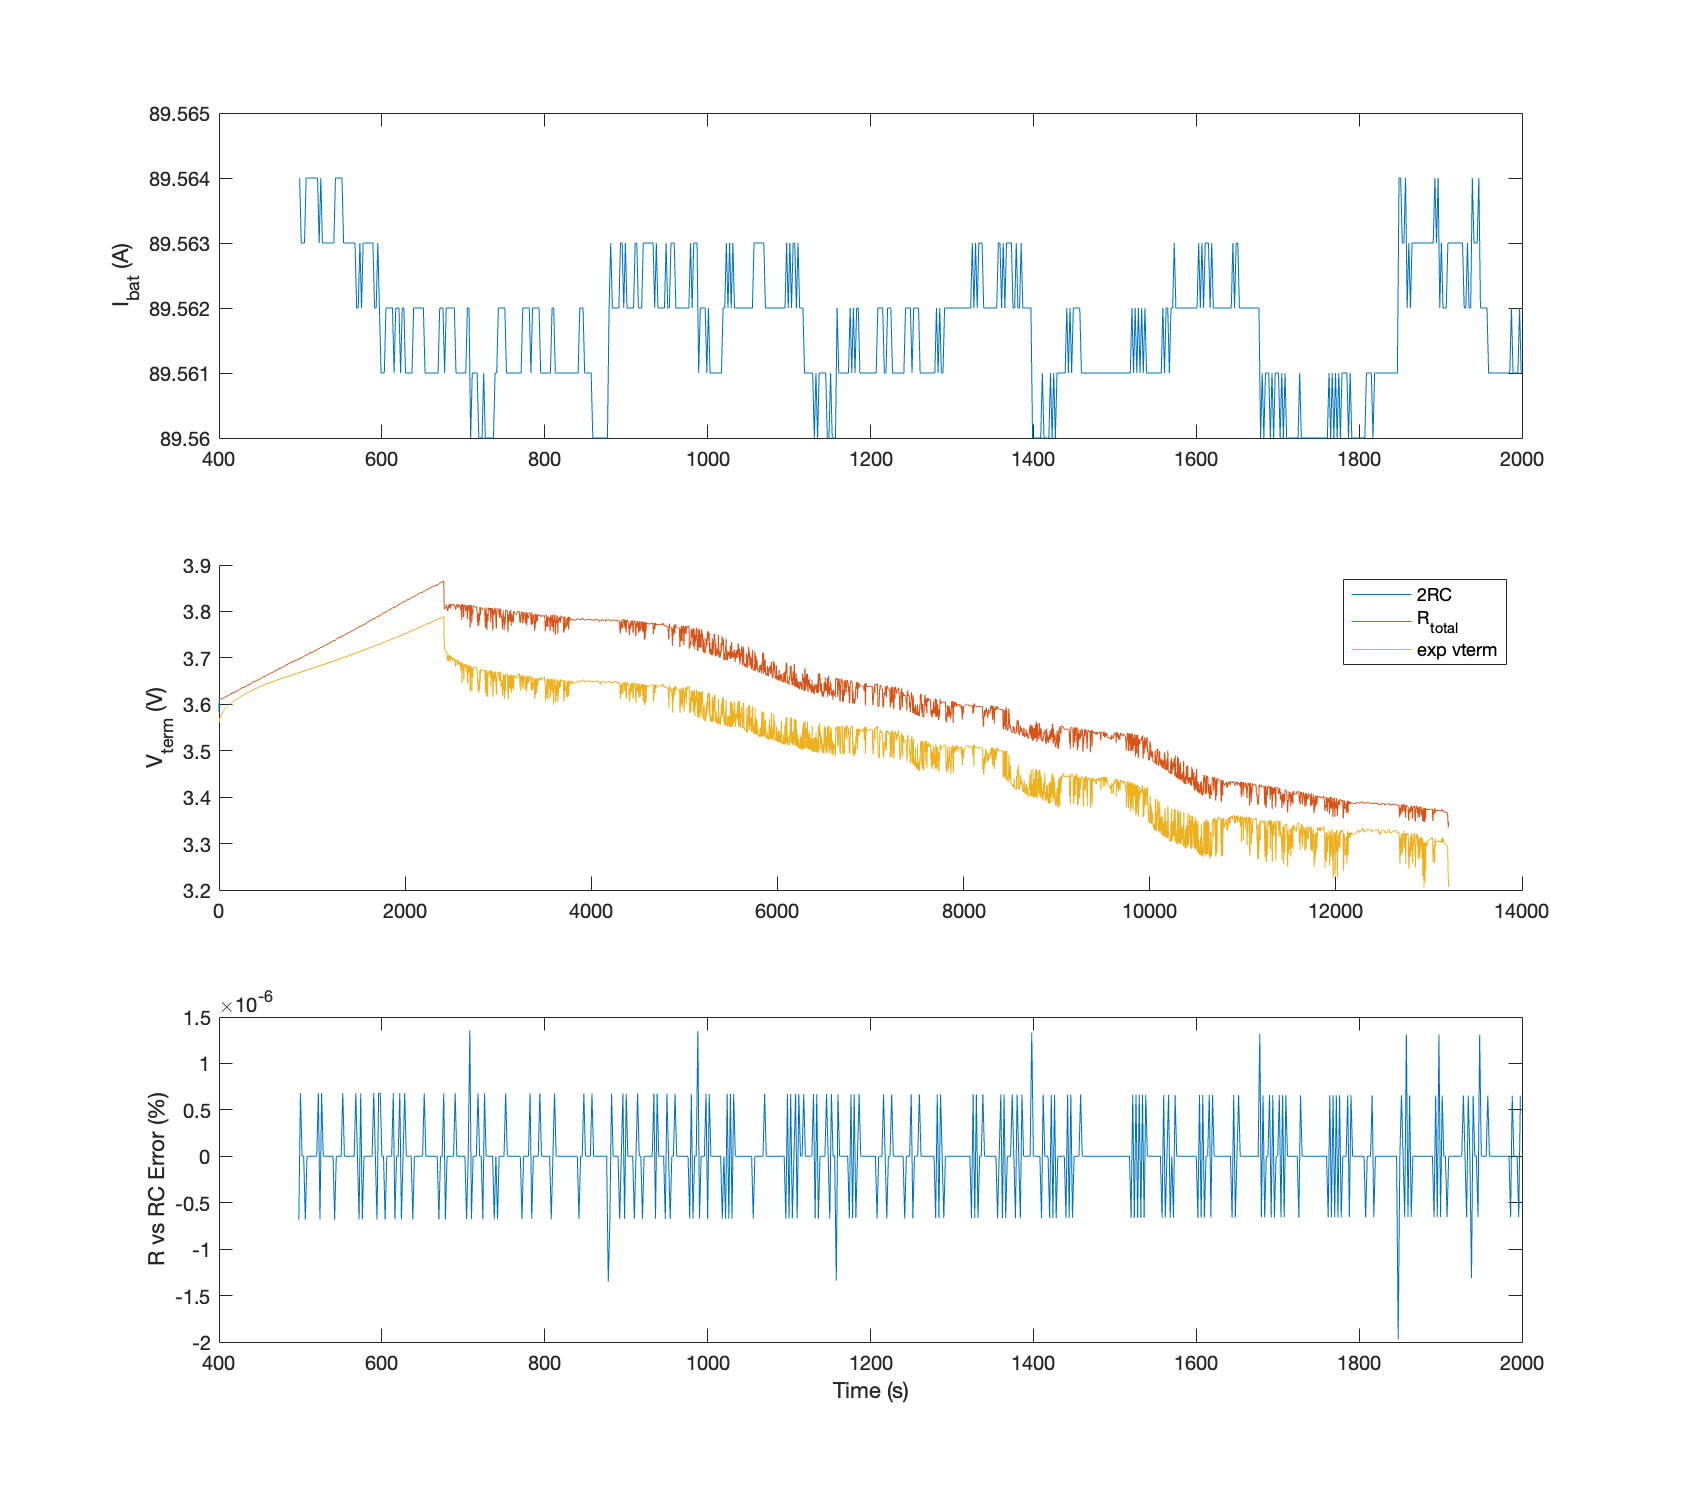 89.565
89.564
89.563
89.562
89.561
89.56
I_bat (A)
400 600 800 1000 1200 1400 1600 1800 2000
3.9
3.8
3.7
3.6
3.5
3.4
3.3
3.2
V_term (V)
2RC
R_total
exp vterm
0 2000 4000 6000 8000 10000 12000 14000
×10^-6
1.5
1
0.5
0
-0.5
-1
-1.5
-2
R vs RC Error (%)
400 600 800 1000 1200 1400 1600 1800 2000
Time (s)